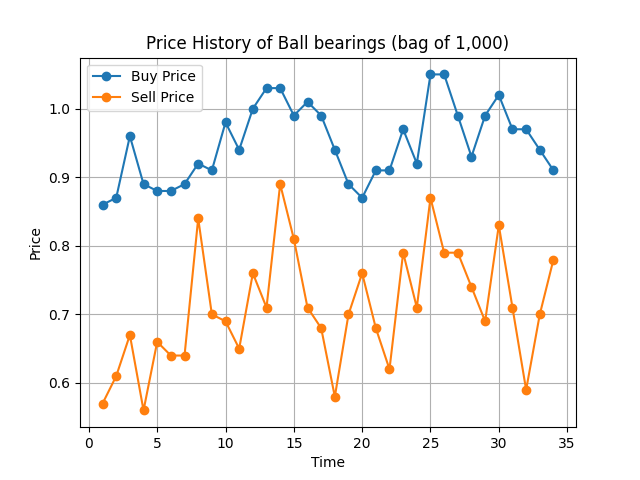 Price History of Ball bearings (bag of 1,000)
Buy Price
Sell Price
1.0
0.9
0.8
0.7
0.6
Price
0 5 10 15 20 25 30 35
Time